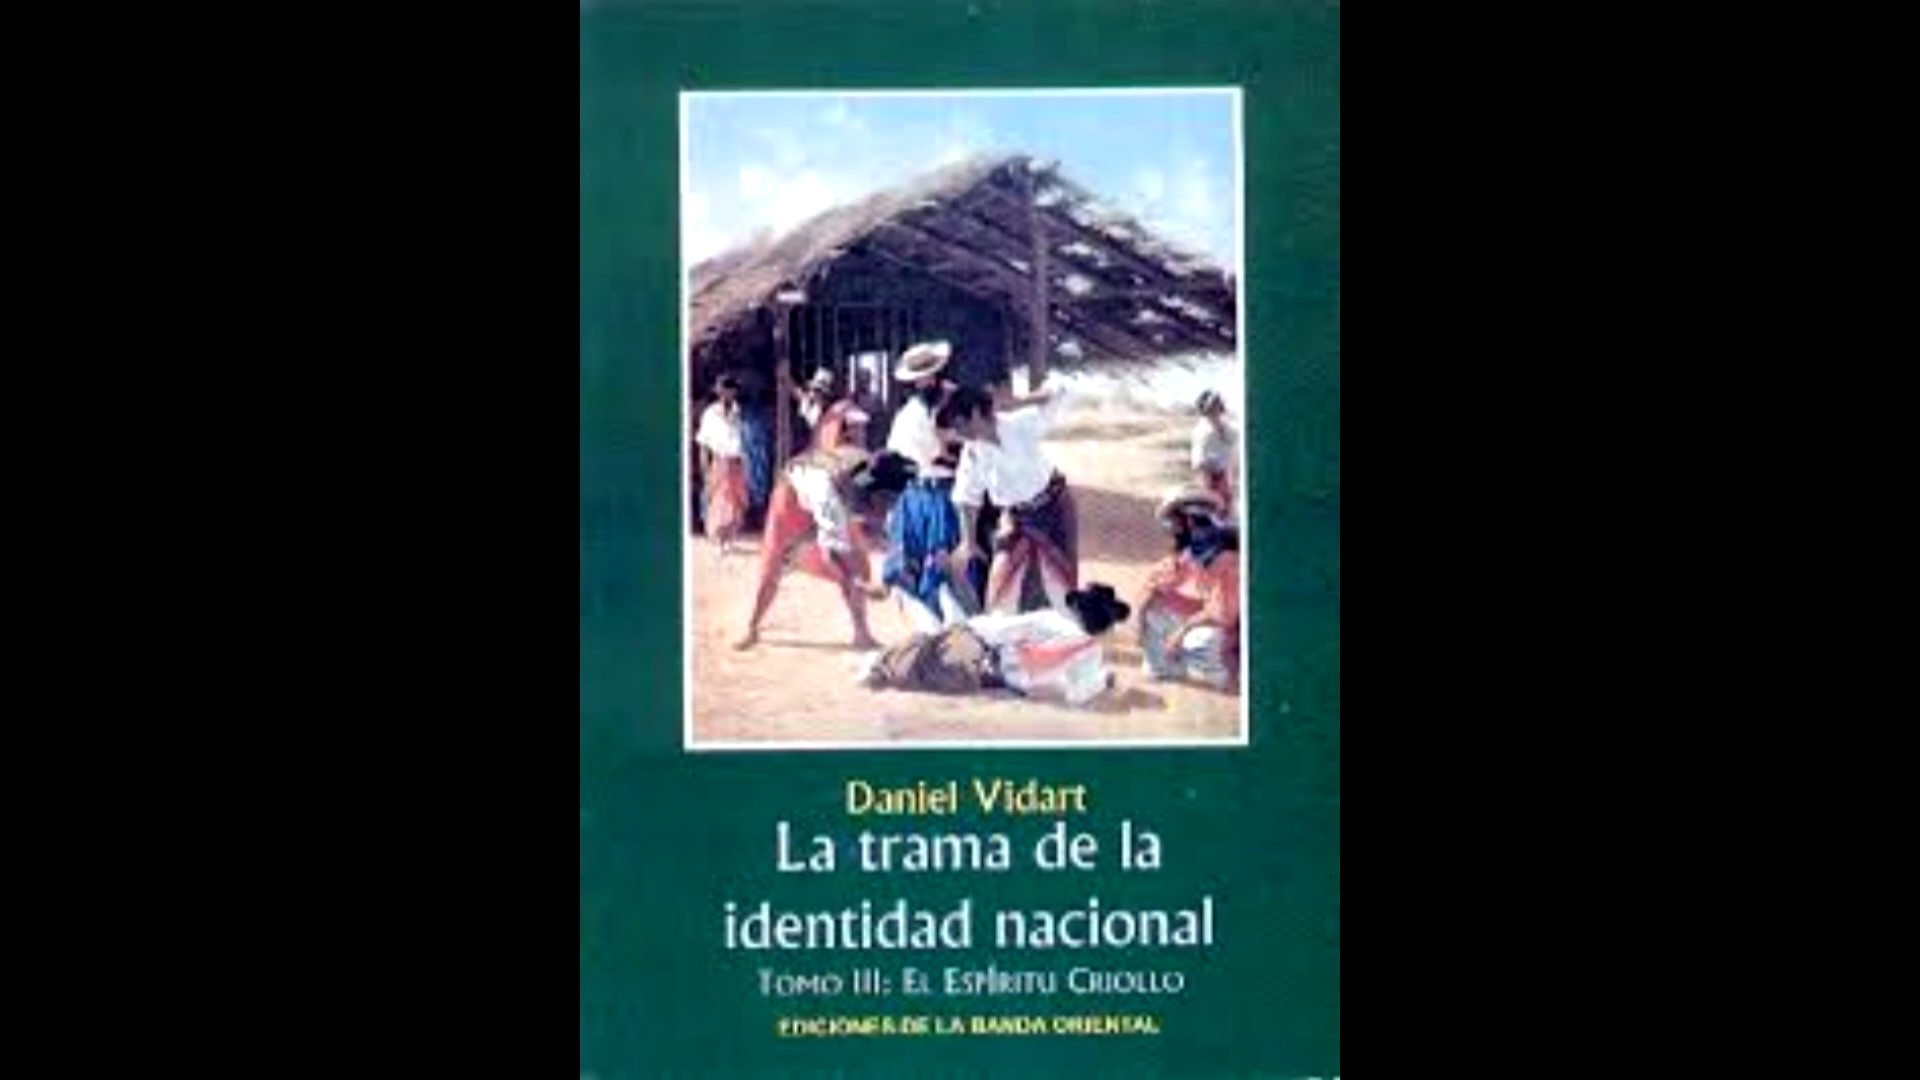 Daniel Vidart
La trama de la
identidad nacional
TOMO III: EL ESPÍRITU CRIOLLO
EDICIONES DE LA BANDA ORIENTAL